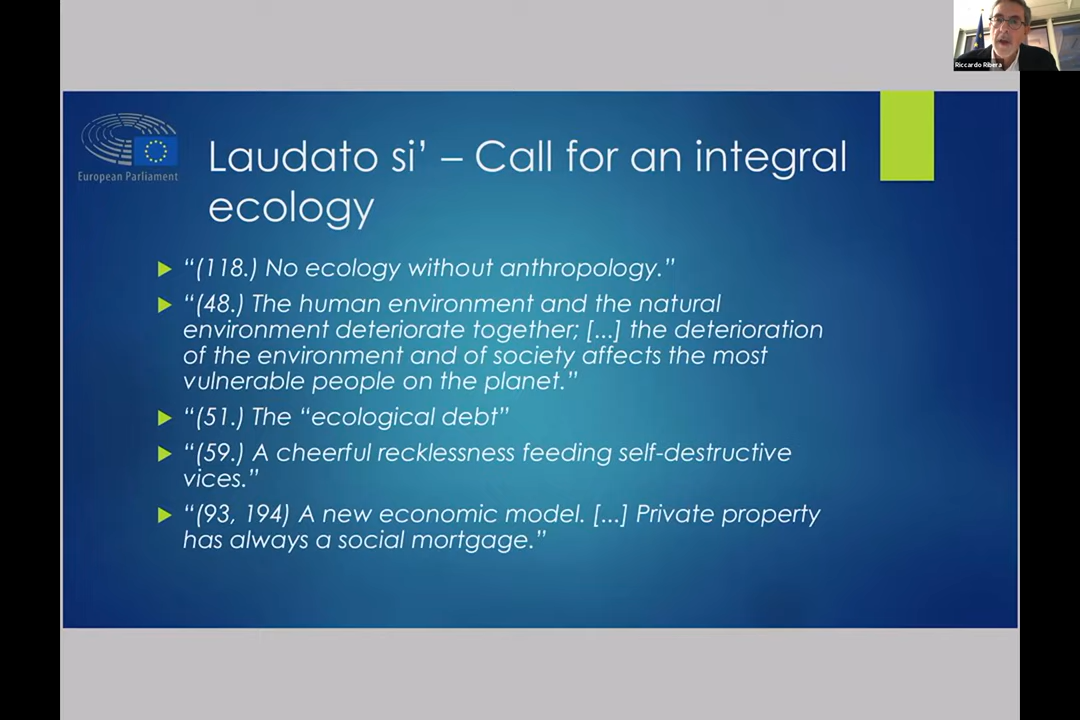 Riccardo Ribera
European Parliament
Laudato si’ – Call for an integral
ecology
“(118.) No ecology without anthropology.”
“(48.) The human environment and the natural
environment deteriorate together; [...] the deterioration
of the environment and of society affects the most
vulnerable people on the planet.”
“(51.) The “ecological debt”
“(59.) A cheerful recklessness feeding self-destructive
vices.”
“(93, 194) A new economic model. [...] Private property
has always a social mortgage.”